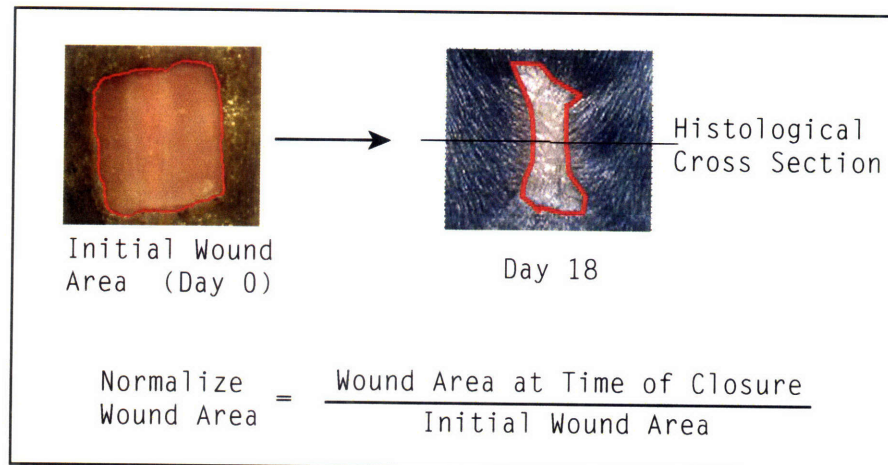 Histological
Cross Section
Initial Wound
Area (Day 0)
Day 18
Normalize
Wound Area
=
Wound Area at Time of Closure
Initial Wound Area